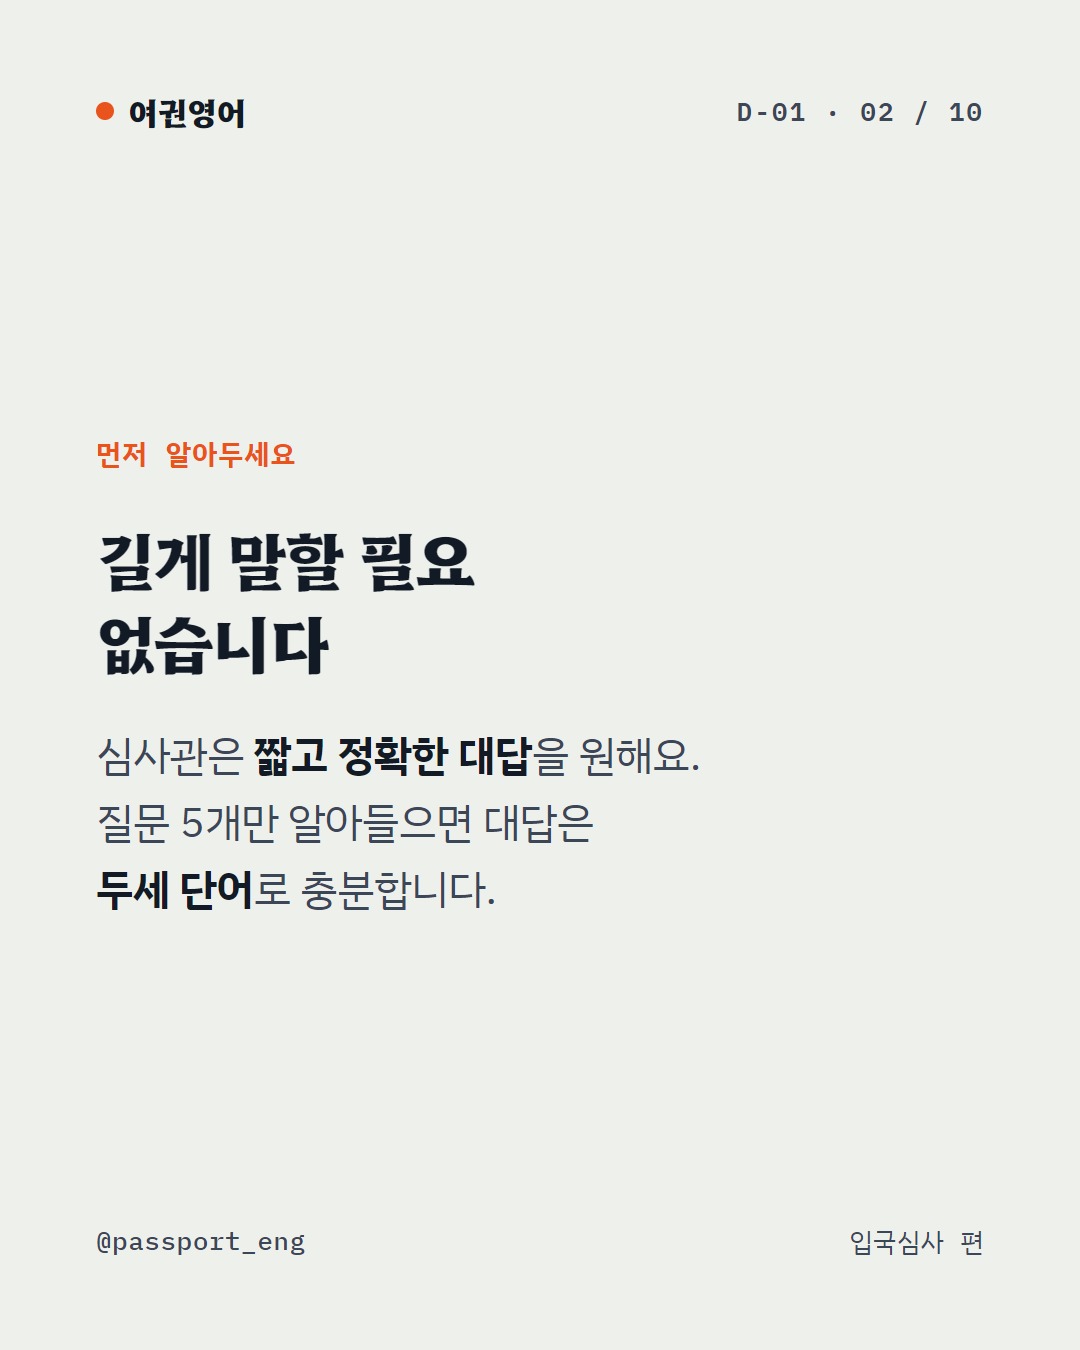 여권영어
D-01 · 02 / 10
먼저 알아두세요
길게 말할 필요
없습니다
심사관은 짧고 정확한 대답을 원해요.
질문 5개만 알아들으면 대답은
두세 단어로 충분합니다.
@passport_eng
입국심사 편